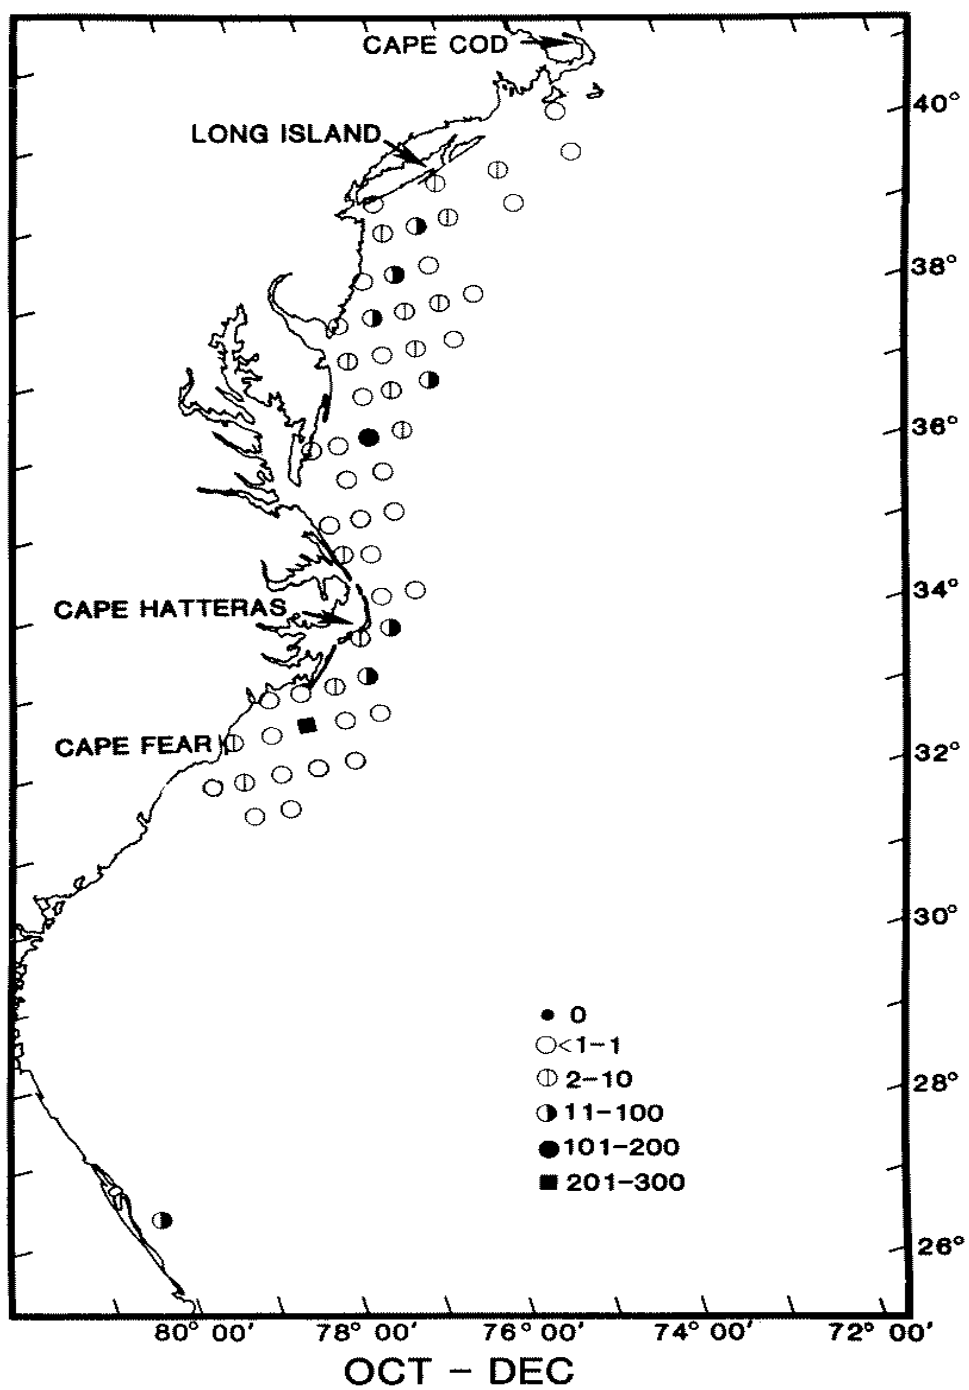 CAPE COD
40°
LONG ISLAND
38°
36°
34°
CAPE HATTERAS
CAPE FEAR
32°
30°
0
<1-1
28°
2-10
11-100
101-200
201-300
26°
80° 00' 78° 00' 76° 00' 74° 00' 72° 00'
OCT - DEC